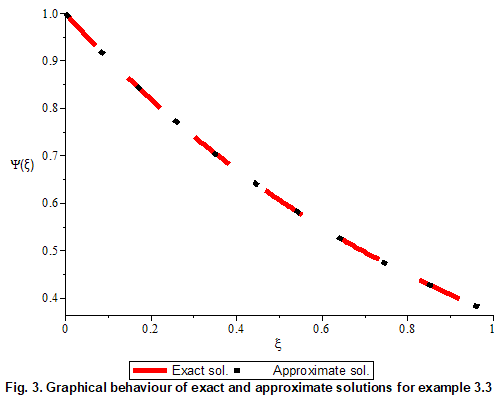 1.0
0.9
0.8
0.7
Ψ(ξ)
0.6
0.5
0.4
0 0.2 0.4 0.6 0.8 1
ξ
Exact sol. Approximate sol.
Fig. 3. Graphical behaviour of exact and approximate solutions for example 3.3